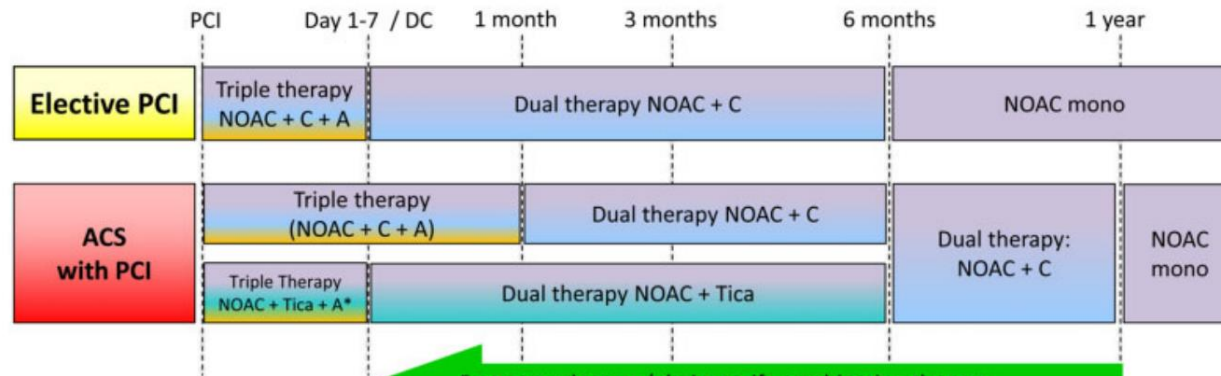 PCI Day 1-7 / DC 1 month 3 months 6 months 1 year
Elective PCI
Triple therapy
NOAC + C + A
Dual therapy NOAC + C
NOAC mono
ACS
with PCI
Triple therapy
(NOAC + C + A)
Dual therapy NOAC + C
Triple Therapy
NOAC + Tica + A*
Dual therapy NOAC + Tica
Dual therapy:
NOAC + C
NOAC
mono